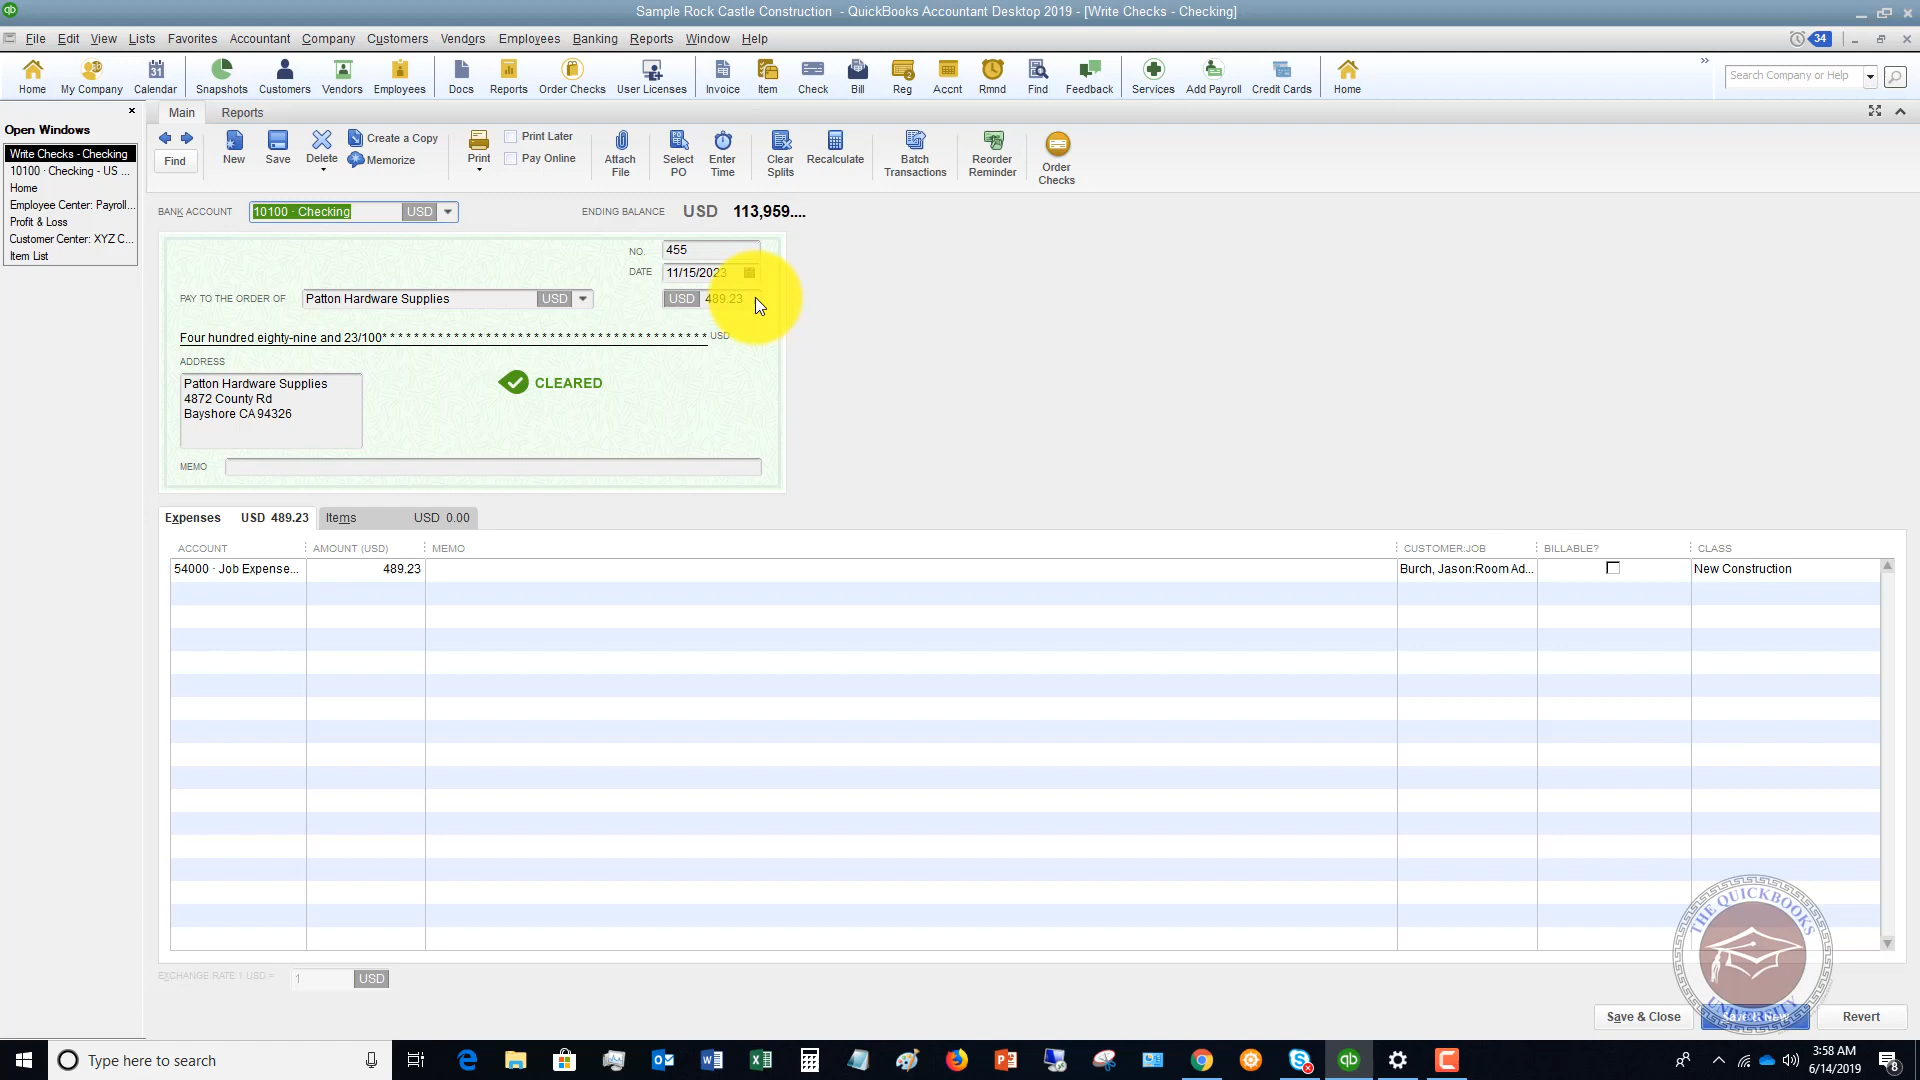 Sample Rock Castle Construction - QuickBooks Accountant Desktop 2019 - [Write Checks - Checking]
File Edit View Lists Favorites Accountant Company Customers Vendors Employees Banking Reports Window Help
34
Home My Company Calendar Snapshots Customers Vendors Employees Docs Reports Order Checks User Licenses Invoice Item Check Bill Reg Accnt Rmnd Find Feedback Services Add Payroll Credit Cards Home
Search Company or Help
Open Windows
Write Checks - Checking
10100 · Checking - US ...
Home
Employee Center: Payroll...
Profit & Loss
Customer Center: XYZ C...
Item List
Main Reports
Find
New
Save
Delete
Create a Copy
Memorize
Print
Print Later
Pay Online
Attach
File
Select
PO
Enter
Time
Clear
Splits
Recalculate
Batch
Transactions
Reorder
Reminder
Order
Checks
BANK ACCOUNT 10100 · Checking USD ENDING BALANCE USD 113,959....
NO. 455
DATE 11/15/2023
PAY TO THE ORDER OF Patton Hardware Supplies USD USD 489.23
Four hundred eighty-nine and 23/100* * * * * * * * * * * * * * * * * * * * * * * * * * * * * * * * * * * * * * * USD
ADDRESS
Patton Hardware Supplies
4872 County Rd
Bayshore CA 94326
CLEARED
MEMO
Expenses USD 489.23 Items USD 0.00
ACCOUNT AMOUNT (USD) MEMO CUSTOMER:JOB BILLABLE? CLASS
54000 · Job Expense... 489.23 Burch, Jason:Room Ad... New Construction
EXCHANGE RATE 1 USD = 1 USD
THE QUICKBOOKS
UNIVERSITY
Save & Close Revert
Type here to search
3:58 AM
6/14/2019
8